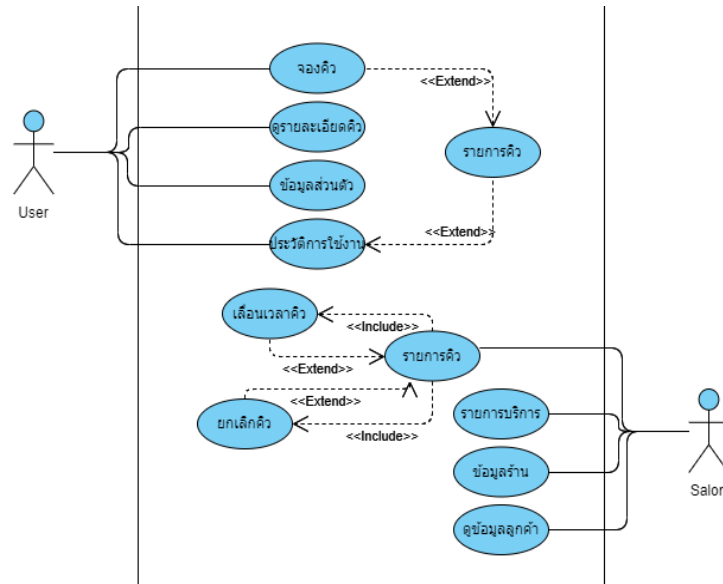 จองคิว
<<Extend>>
ดูรายละเอียดคิว
รายการคิว
ข้อมูลส่วนตัว
User
<<Extend>>
ประวัติการใช้งาน
เลื่อนเวลาคิว
<<Include>>
รายการคิว
<<Extend>>
<<Extend>>
รายการบริการ
ยกเลิกคิว
<<Include>>
ข้อมูลร้าน
Salon
ดูข้อมูลลูกค้า